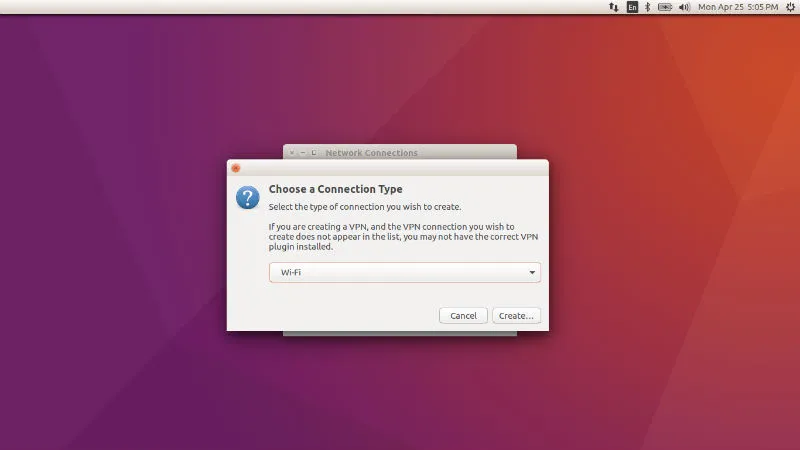 En
Mon Apr 25 5:05 PM
Network Connections
Choose a Connection Type
Select the type of connection you wish to create.
If you are creating a VPN, and the VPN connection you wish to
create does not appear in the list, you may not have the correct VPN
plugin installed.
Wi-Fi
Cancel
Create...